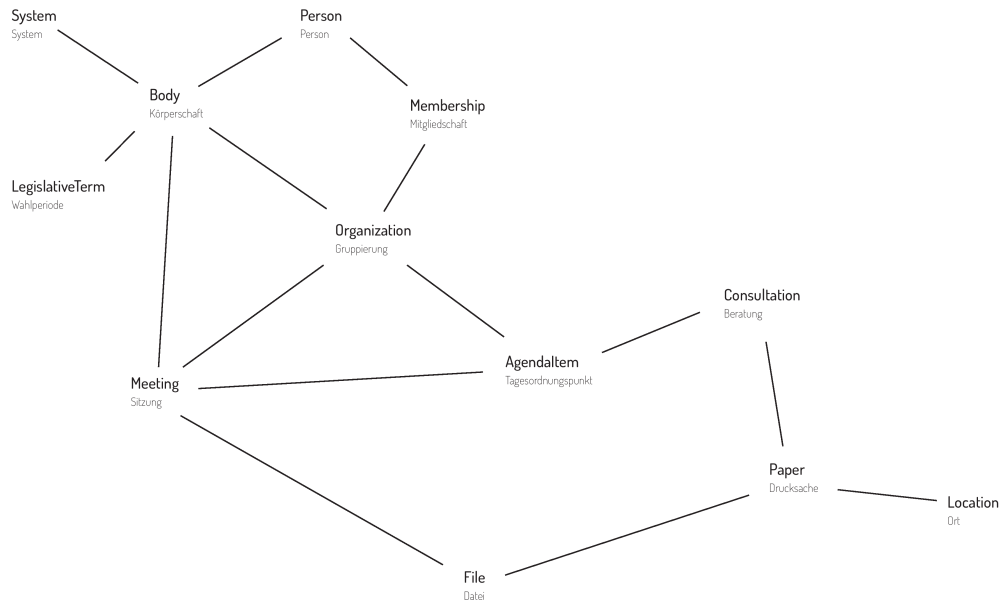 System
System
Person
Person
Body
Körperschaft
Membership
Mitgliedschaft
LegislativeTerm
Wahlperiode
Organization
Gruppierung
Consultation
Beratung
AgendaItem
Tagesordnungspunkt
Meeting
Sitzung
Paper
Drucksache
Location
Ort
File
Datei